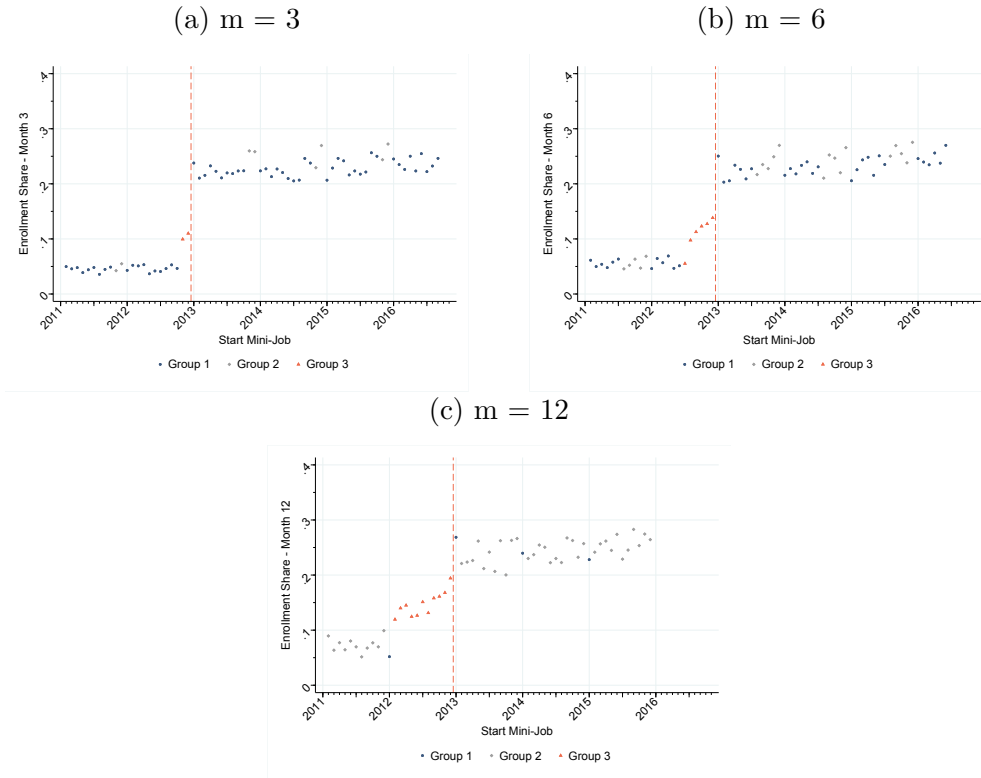 (a) m = 3
Enrollment Share - Month 3
0 .1 .2 .3 .4
2011 2012 2013 2014 2015 2016
Start Mini-Job
Group 1 Group 2 Group 3
(b) m = 6
Enrollment Share - Month 6
0 .1 .2 .3 .4
2011 2012 2013 2014 2015 2016
Start Mini-Job
Group 1 Group 2 Group 3
(c) m = 12
Enrollment Share - Month 12
0 .1 .2 .3 .4
2011 2012 2013 2014 2015 2016
Start Mini-Job
Group 1 Group 2 Group 3